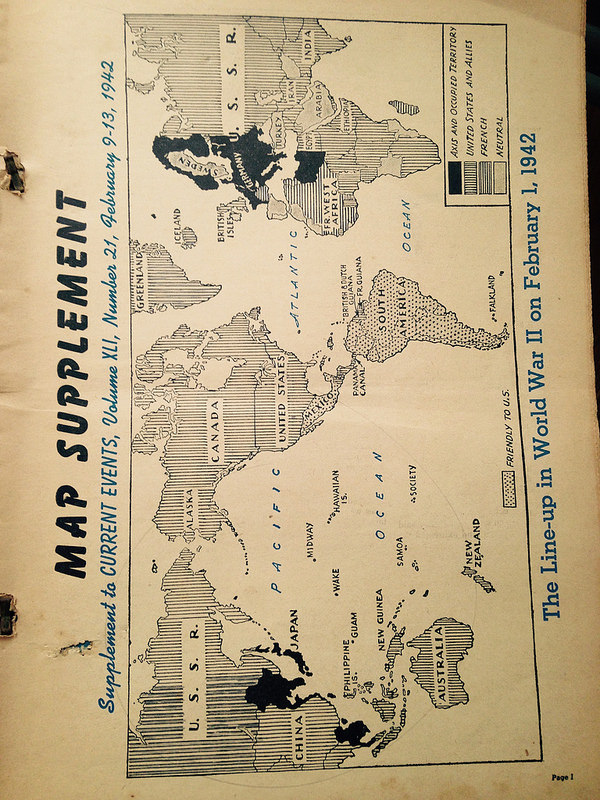 MAP SUPPLEMENT
Supplement to CURRENT EVENTS, Volume XLI, Number 21, February 9-13, 1942
U. S. S. R.
CHINA
JAPAN
PHILIPPINE
IS.
GUAM
NEW GUINEA
AUSTRALIA
NEW
ZEALAND
WAKE
MIDWAY
HAWAIIAN
IS.
SAMOA
SOCIETY
PACIFIC
OCEAN
ALASKA
CANADA
UNITED STATES
MEXICO
PANAMA
CANAL
GREENLAND
ICELAND
BRITISH
ISLES
ATLANTIC
OCEAN
BRITISH & DUTCH
GUIANA
FR. GUIANA
SOUTH
AMERICA
FALKLAND
U. S. S. R.
SWEDEN
GERMANY
TURKEY
IRAN
INDIA
ARABIA
EGYPT
ETHIOPIA
FR. WEST
AFRICA
AXIS AND OCCUPIED TERRITORY
UNITED STATES AND ALLIES
FRENCH
NEUTRAL
FRIENDLY TO U.S.
The Line-up in World War II on February 1, 1942
Page 1